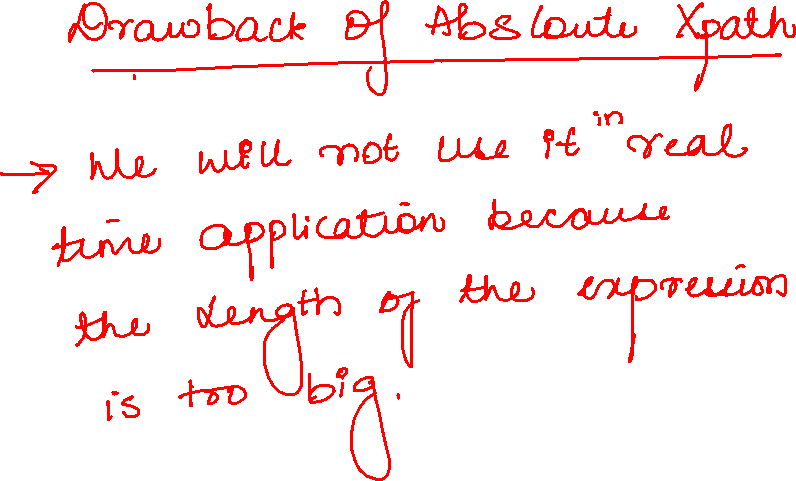 Drawback of Absloute Xpath
→ We will not use it in real
time application because
the Length of the expression
is too big.